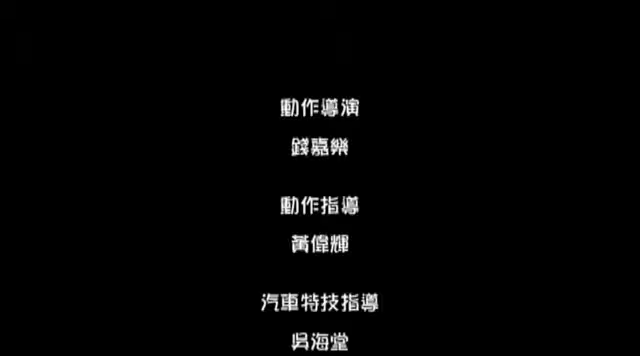 動作導演
錢嘉樂
動作指導
黃偉輝
汽車特技指導
吳海堂